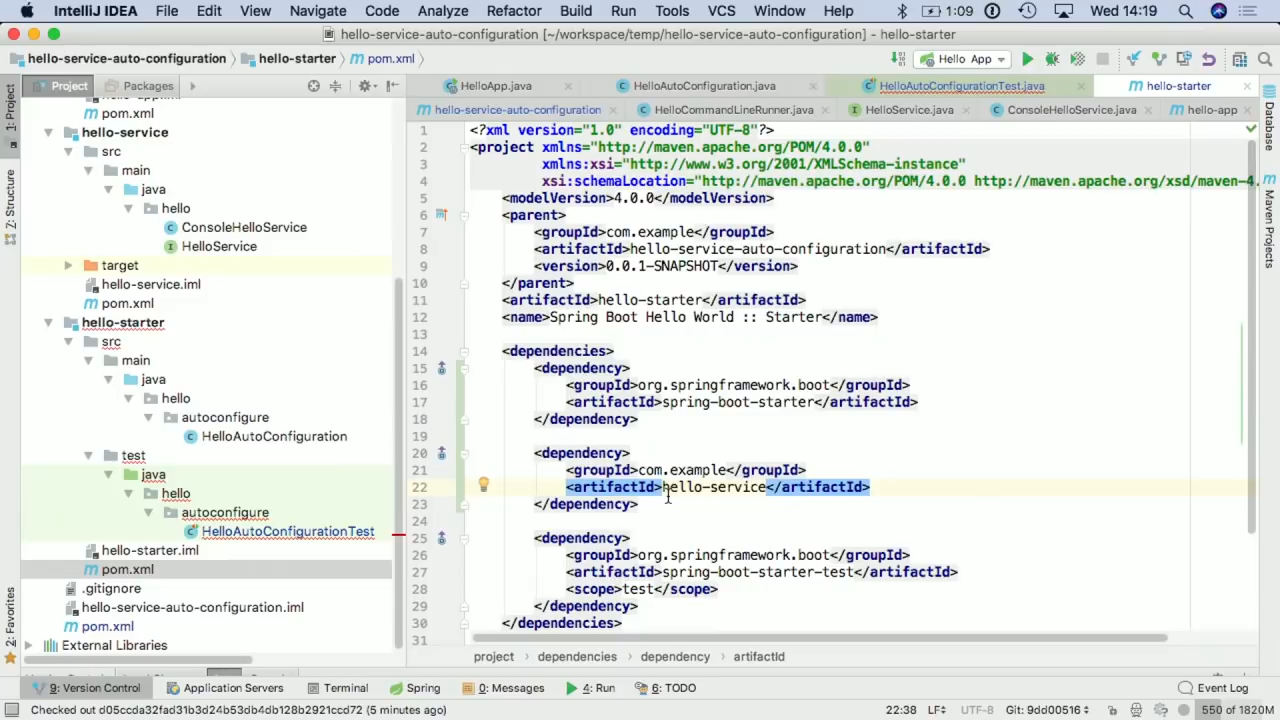 IntelliJ IDEA File Edit View Navigate Code Analyze Refactor Build Run Tools VCS Window Help 1:09 Wed 14:19
hello-service-auto-configuration [~/workspace/temp/hello-service-auto-configuration] - hello-starter
hello-service-auto-configuration hello-starter pom.xml Hello App
1: Project
Z: Structure
2: Favorites
Project Packages
pom.xml
hello-service
src
main
java
hello
ConsoleHelloService
HelloService
target
hello-service.iml
pom.xml
hello-starter
src
main
java
hello
autoconfigure
HelloAutoConfiguration
test
java
hello
autoconfigure
HelloAutoConfigurationTest
hello-starter.iml
pom.xml
.gitignore
hello-service-auto-configuration.iml
pom.xml
External Libraries
HelloApp.java HelloAutoConfiguration.java HelloAutoConfigurationTest.java hello-starter
hello-service-auto-configuration HelloCommandLineRunner.java HelloService.java ConsoleHelloService.java hello-app
1 <?xml version="1.0" encoding="UTF-8"?>
2 <project xmlns="http://maven.apache.org/POM/4.0.0"
3 xmlns:xsi="http://www.w3.org/2001/XMLSchema-instance"
4 xsi:schemaLocation="http://maven.apache.org/POM/4.0.0 http://maven.apache.org/xsd/maven-4.
5 <modelVersion>4.0.0</modelVersion>
6 <parent>
7 <groupId>com.example</groupId>
8 <artifactId>hello-service-auto-configuration</artifactId>
9 <version>0.0.1-SNAPSHOT</version>
10 </parent>
11 <artifactId>hello-starter</artifactId>
12 <name>Spring Boot Hello World :: Starter</name>
13
14 <dependencies>
15 <dependency>
16 <groupId>org.springframework.boot</groupId>
17 <artifactId>spring-boot-starter</artifactId>
18 </dependency>
19
20 <dependency>
21 <groupId>com.example</groupId>
22 <artifactId>hello-service</artifactId>
23 </dependency>
24
25 <dependency>
26 <groupId>org.springframework.boot</groupId>
27 <artifactId>spring-boot-starter-test</artifactId>
28 <scope>test</scope>
29 </dependency>
30 </dependencies>
31
project dependencies dependency artifactId
Database
Maven Projects
9: Version Control Application Servers Terminal Spring 0: Messages 4: Run 6: TODO Event Log
Checked out d05ccda32fad31b3d24b53db4db128b2921ccd72 (5 minutes ago) 22:38 LF UTF-8 Git: 9dd00516 550 of 1820M